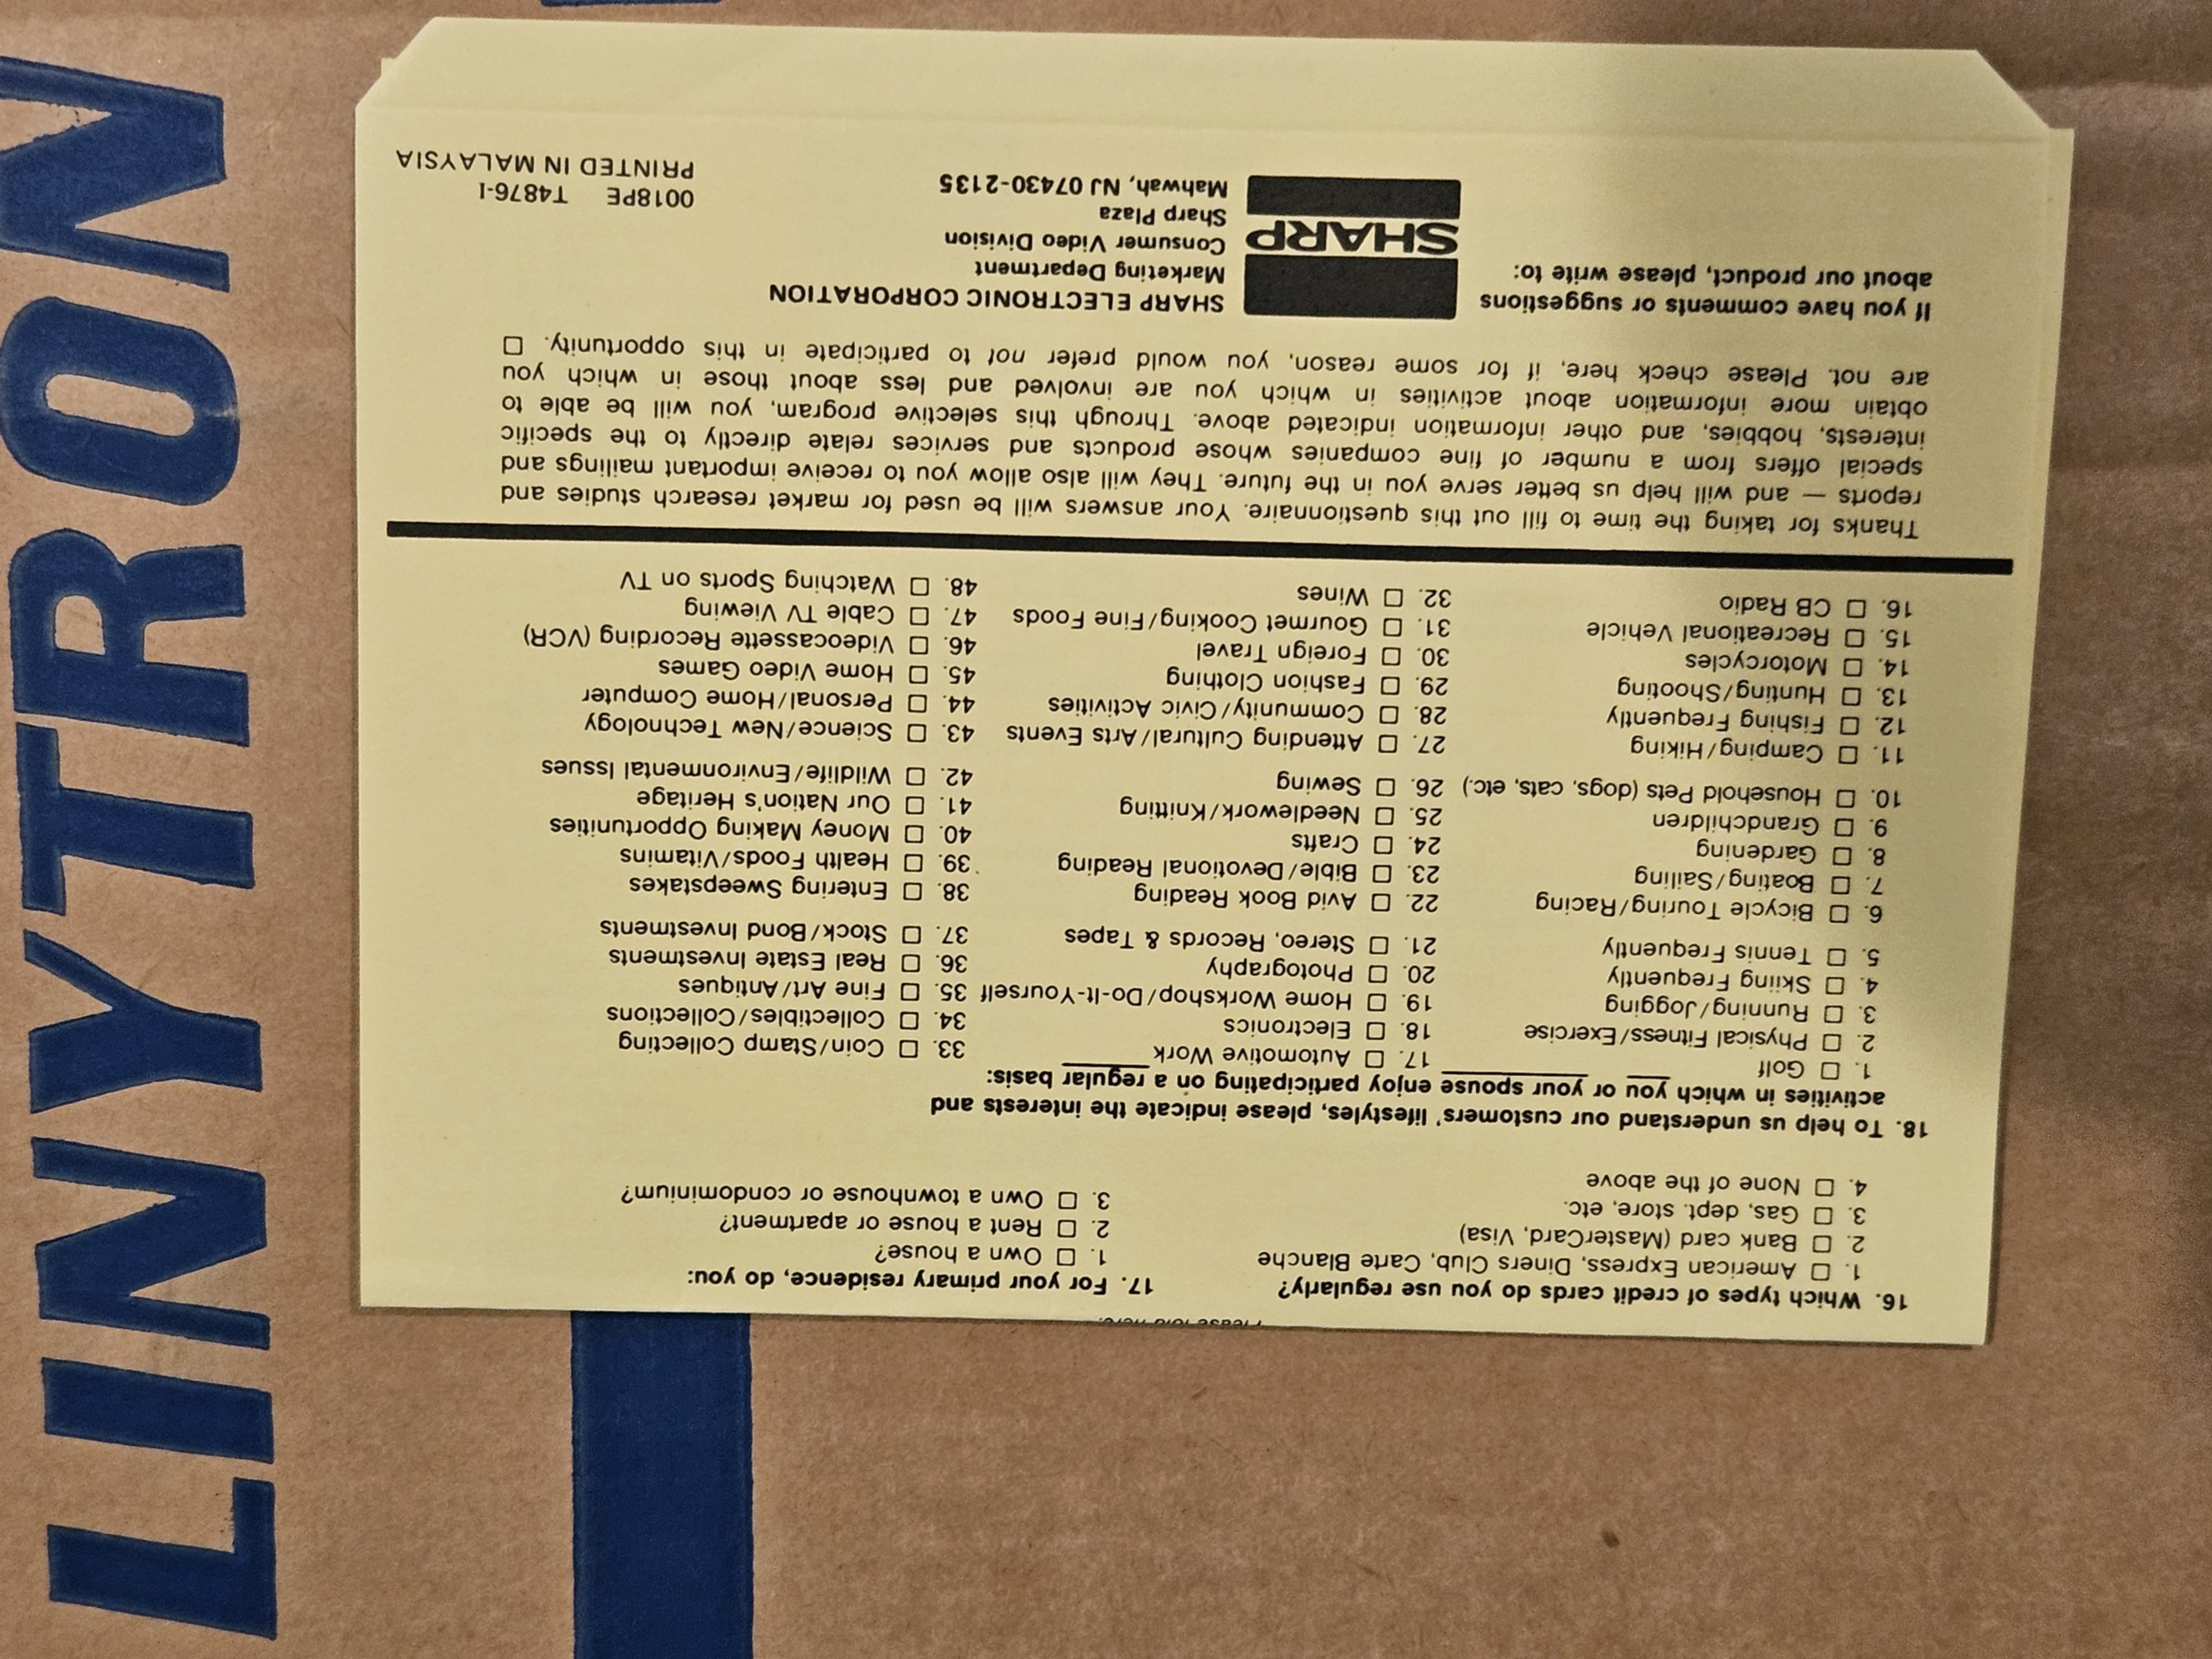 LINYTRON
Please fold here.
16. Which types of credit cards do you use regularly?
1. □ American Express, Diners Club, Carte Blanche
2. □ Bank card (MasterCard, Visa)
3. □ Gas, dept. store, etc.
4. □ None of the above
17. For your primary residence, do you:
1. □ Own a house?
2. □ Rent a house or apartment?
3. □ Own a townhouse or condominium?
18. To help us understand our customers' lifestyles, please indicate the interests and
activities in which you or your spouse enjoy participating on a regular basis:
1. □ Golf
2. □ Physical Fitness/Exercise
3. □ Running/Jogging
4. □ Skiing Frequently
5. □ Tennis Frequently
6. □ Bicycle Touring/Racing
7. □ Boating/Sailing
8. □ Gardening
9. □ Grandchildren
10. □ Household Pets (dogs, cats, etc.)
11. □ Camping/Hiking
12. □ Fishing Frequently
13. □ Hunting/Shooting
14. □ Motorcycles
15. □ Recreational Vehicle
16. □ CB Radio
17. □ Automotive Work
18. □ Electronics
19. □ Home Workshop/Do-It-Yourself
20. □ Photography
21. □ Stereo, Records & Tapes
22. □ Avid Book Reading
23. □ Bible/Devotional Reading
24. □ Crafts
25. □ Needlework/Knitting
26. □ Sewing
27. □ Attending Cultural/Arts Events
28. □ Community/Civic Activities
29. □ Fashion Clothing
30. □ Foreign Travel
31. □ Gourmet Cooking/Fine Foods
32. □ Wines
33. □ Coin/Stamp Collecting
34. □ Collectibles/Collections
35. □ Fine Art/Antiques
36. □ Real Estate Investments
37. □ Stock/Bond Investments
38. □ Entering Sweepstakes
39. □ Health Foods/Vitamins
40. □ Money Making Opportunities
41. □ Our Nation's Heritage
42. □ Wildlife/Environmental Issues
43. □ Science/New Technology
44. □ Personal/Home Computer
45. □ Home Video Games
46. □ Videocassette Recording (VCR)
47. □ Cable TV Viewing
48. □ Watching Sports on TV
Thanks for taking the time to fill out this questionnaire. Your answers will be used for market research studies and
reports — and will help us better serve you in the future. They will also allow you to receive important mailings and
special offers from a number of fine companies whose products and services relate directly to the specific
interests, hobbies, and other information indicated above. Through this selective program, you will be able to
obtain more information about activities in which you are involved and less about those in which you
are not. Please check here, if for some reason, you would prefer not to participate in this opportunity. □
If you have comments or suggestions
about our product, please write to:
SHARP
SHARP ELECTRONIC CORPORATION
Marketing Department
Consumer Video Division
Sharp Plaza
Mahwah, NJ 07430-2135
0018PE T4876-I
PRINTED IN MALAYSIA